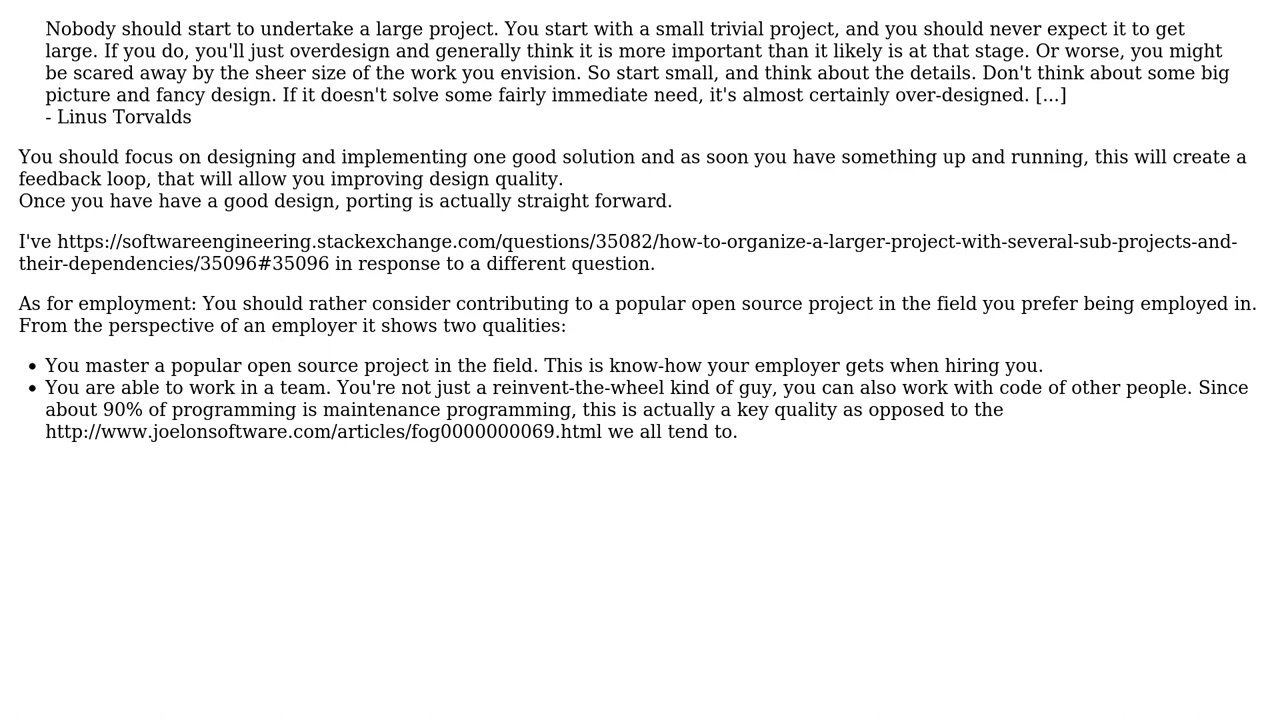 Nobody should start to undertake a large project. You start with a small trivial project, and you should never expect it to get
large. If you do, you'll just overdesign and generally think it is more important than it likely is at that stage. Or worse, you might
be scared away by the sheer size of the work you envision. So start small, and think about the details. Don't think about some big
picture and fancy design. If it doesn't solve some fairly immediate need, it's almost certainly over-designed. [...]
- Linus Torvalds
You should focus on designing and implementing one good solution and as soon you have something up and running, this will create a
feedback loop, that will allow you improving design quality.
Once you have have a good design, porting is actually straight forward.
I've https://softwareengineering.stackexchange.com/questions/35082/how-to-organize-a-larger-project-with-several-sub-projects-and-
their-dependencies/35096#35096 in response to a different question.
As for employment: You should rather consider contributing to a popular open source project in the field you prefer being employed in.
From the perspective of an employer it shows two qualities:
• You master a popular open source project in the field. This is know-how your employer gets when hiring you.
• You are able to work in a team. You're not just a reinvent-the-wheel kind of guy, you can also work with code of other people. Since
about 90% of programming is maintenance programming, this is actually a key quality as opposed to the
http://www.joelonsoftware.com/articles/fog0000000069.html we all tend to.